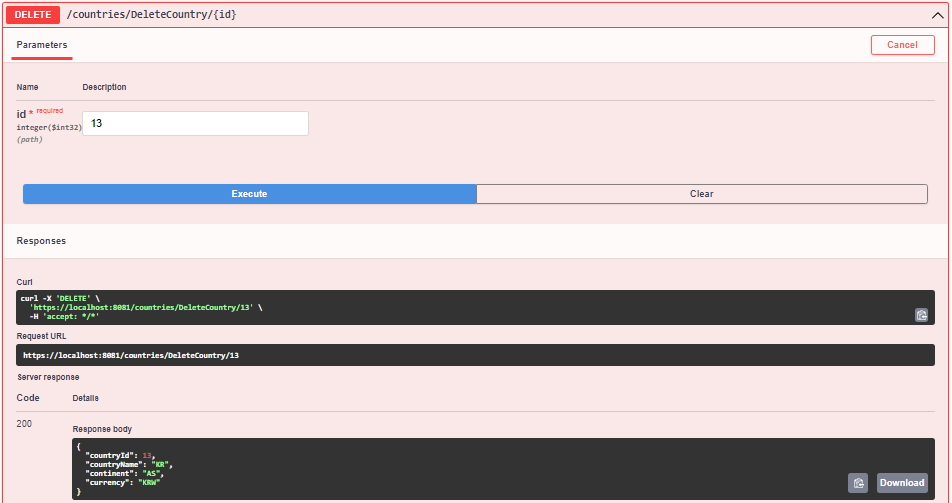 DELETE /countries/DeleteCountry/{id}
Parameters
Cancel
Name Description
id * required
integer($int32)
(path)
13
Execute Clear
Responses
Curl
curl -X 'DELETE' \
'https://localhost:8081/countries/DeleteCountry/13' \
-H 'accept: */*'
Request URL
https://localhost:8081/countries/DeleteCountry/13
Server response
Code Details
200
Response body
{
"countryId": 13,
"countryName": "KR",
"continent": "AS",
"currency": "KRW"
}
Download